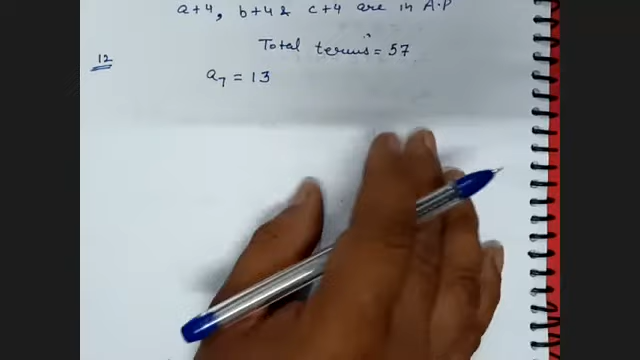 a+4, b+4 & c+4 are in A.P
Total terms = 57
12
a₇ = 13